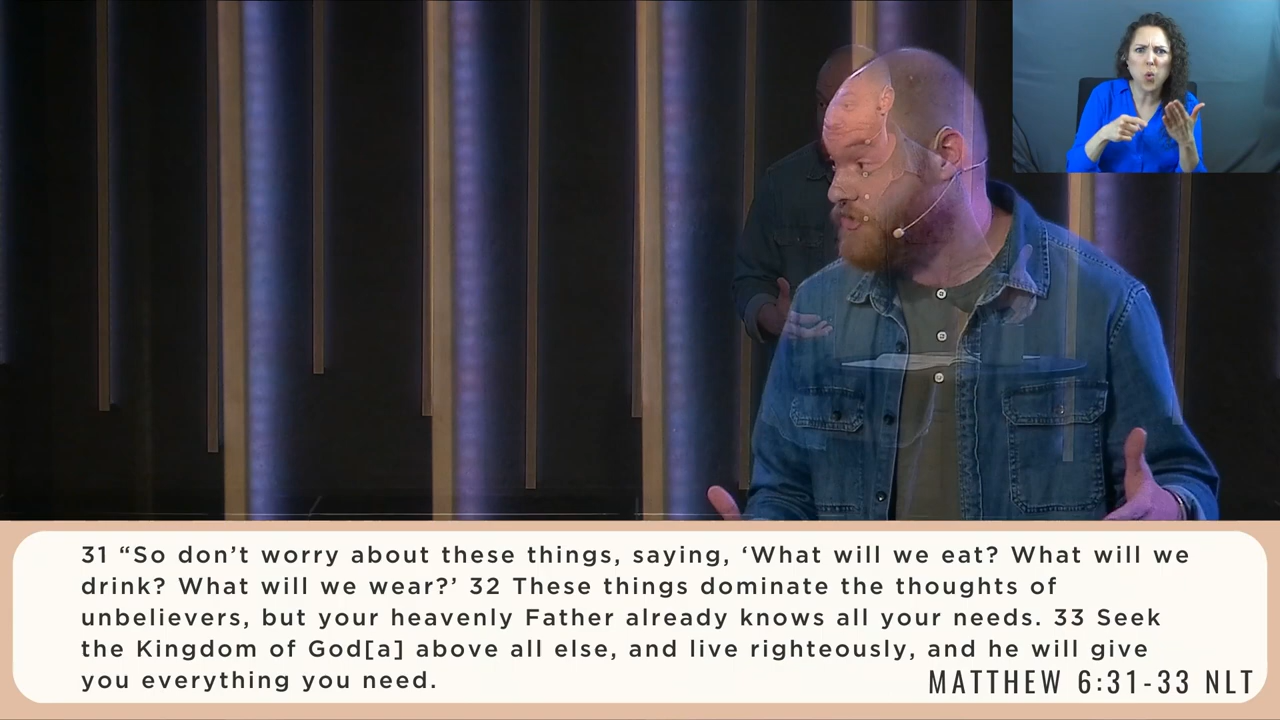 31 “So don’t worry about these things, saying, ‘What will we eat? What will we
drink? What will we wear?’ 32 These things dominate the thoughts of
unbelievers, but your heavenly Father already knows all your needs. 33 Seek
the Kingdom of God[a] above all else, and live righteously, and he will give
you everything you need.
MATTHEW 6:31-33 NLT